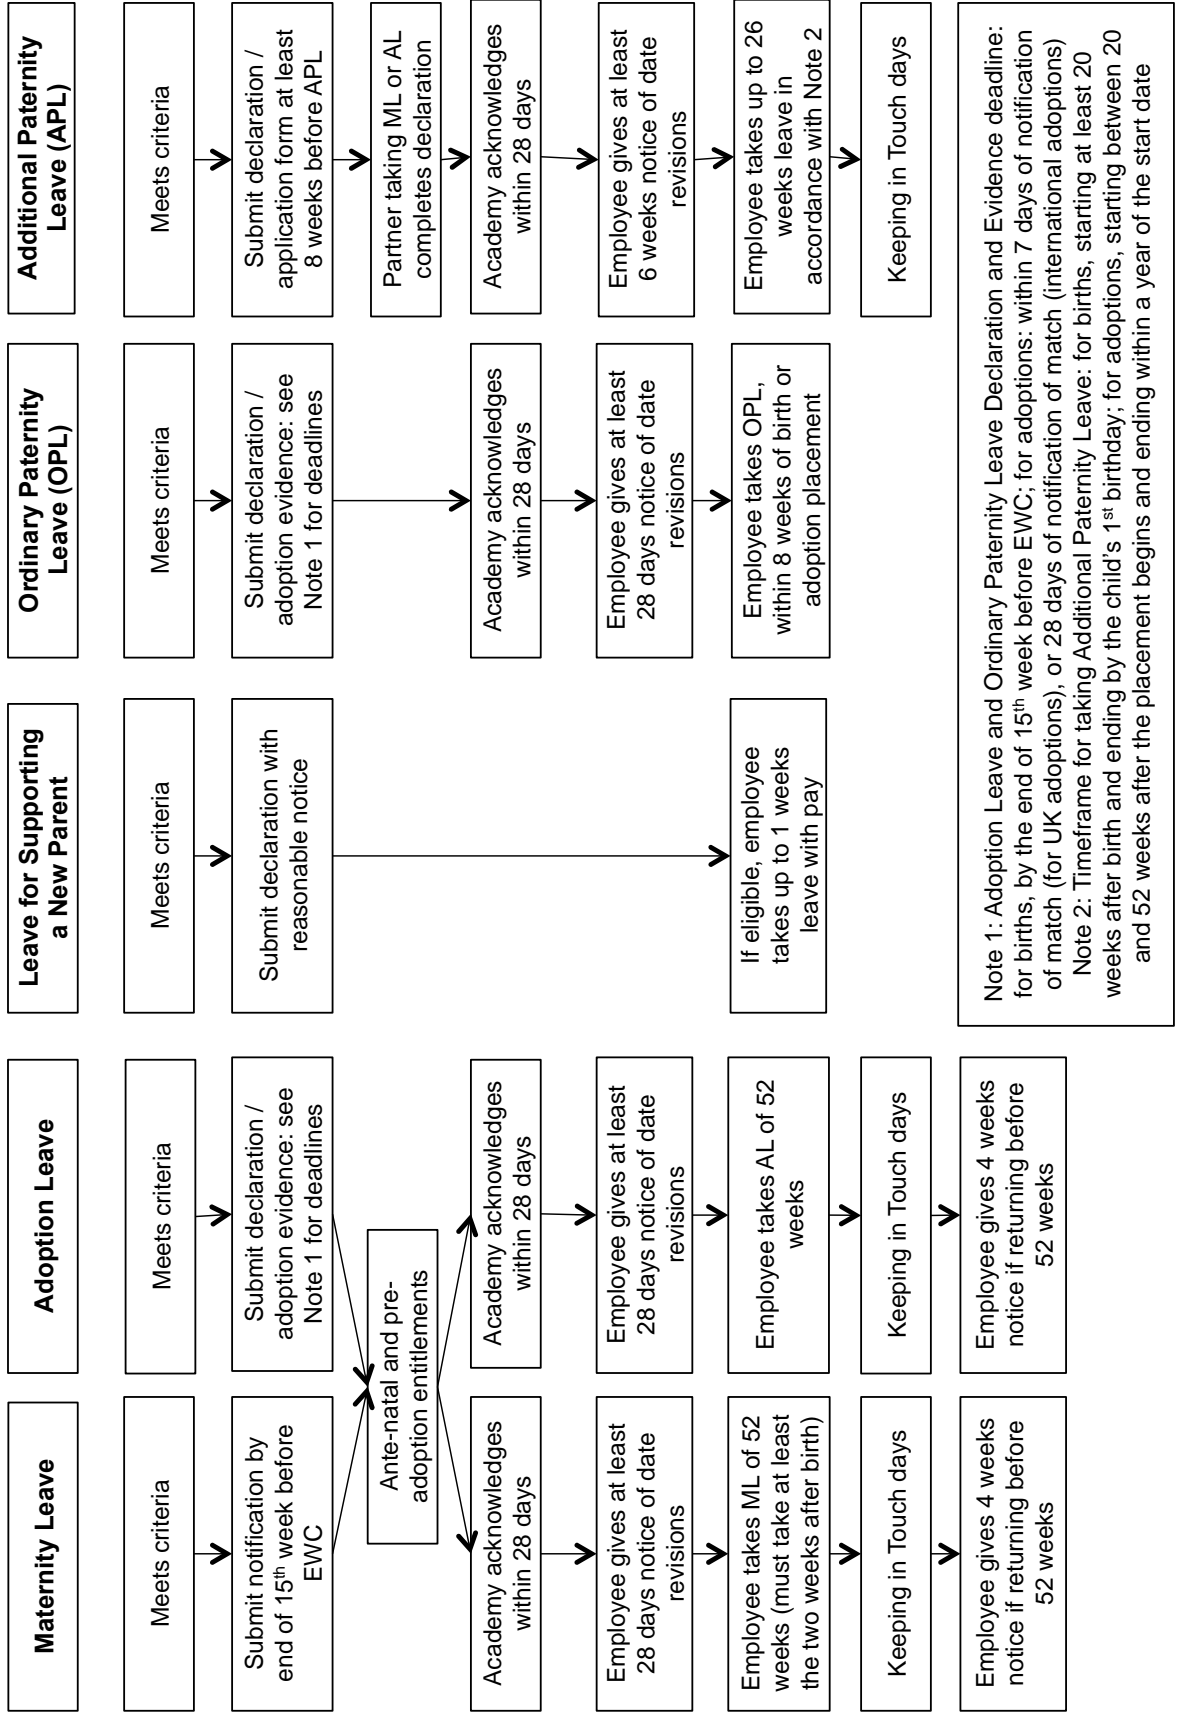 Maternity Leave
Meets criteria
Submit notification by
end of 15th week before
EWC
Ante-natal and pre-
adoption entitlements
Academy acknowledges
within 28 days
Employee gives at least
28 days notice of date
revisions
Employee takes ML of 52
weeks (must take at least
the two weeks after birth)
Keeping in Touch days
Employee gives 4 weeks
notice if returning before
52 weeks
Adoption Leave
Meets criteria
Submit declaration /
adoption evidence: see
Note 1 for deadlines
Academy acknowledges
within 28 days
Employee gives at least
28 days notice of date
revisions
Employee takes AL of 52
weeks
Keeping in Touch days
Employee gives 4 weeks
notice if returning before
52 weeks
Leave for Supporting
a New Parent
Meets criteria
Submit declaration with
reasonable notice
If eligible, employee
takes up to 1 weeks
leave with pay
Ordinary Paternity
Leave (OPL)
Meets criteria
Submit declaration /
adoption evidence: see
Note 1 for deadlines
Academy acknowledges
within 28 days
Employee gives at least
28 days notice of date
revisions
Employee takes OPL,
within 8 weeks of birth or
adoption placement
Additional Paternity
Leave (APL)
Meets criteria
Submit declaration /
application form at least
8 weeks before APL
Partner taking ML or AL
completes declaration
Academy acknowledges
within 28 days
Employee gives at least
6 weeks notice of date
revisions
Employee takes up to 26
weeks leave in
accordance with Note 2
Keeping in Touch days
Note 1: Adoption Leave and Ordinary Paternity Leave Declaration and Evidence deadline:
for births, by the end of 15th week before EWC; for adoptions: within 7 days of notification
of match (for UK adoptions), or 28 days of notification of match (international adoptions)
Note 2: Timeframe for taking Additional Paternity Leave: for births, starting at least 20
weeks after birth and ending by the child's 1st birthday; for adoptions, starting between 20
and 52 weeks after the placement begins and ending within a year of the start date